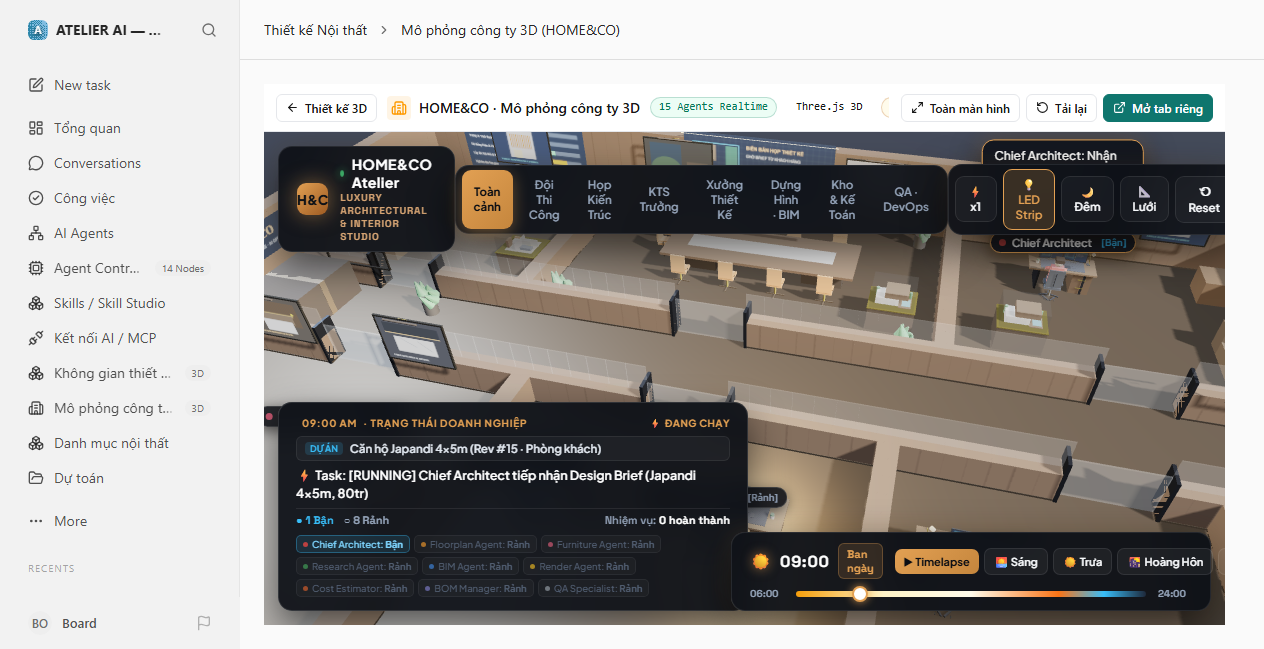 ATELIER AI — ...
New task
Tổng quan
Conversations
Công việc
AI Agents
Agent Contr... 14 Nodes
Skills / Skill Studio
Kết nối AI / MCP
Không gian thiết ... 3D
Mô phỏng công t... 3D
Danh mục nội thất
Dự toán
More
RECENTS
BO Board
Thiết kế Nội thất > Mô phỏng công ty 3D (HOME&CO)
← Thiết kế 3D
HOME&CO · Mô phỏng công ty 3D
15 Agents Realtime
Three.js 3D
Toàn màn hình
Tải lại
Mở tab riêng
H&C
HOME&CO
Atelier
LUXURY
ARCHITECTURAL
& INTERIOR
STUDIO
Toàn
cảnh
Đội
Thi
Công
Họp
Kiến
Trúc
KTS
Trưởng
Xưởng
Thiết
Kế
Dựng
Hình
· BIM
Kho
& Kế
Toán
QA ·
DevOps
Chief Architect: Nhận
x1
LED
Strip
Đêm
Lưới
Reset
Chief Architect [Bận]
09:00 AM · TRẠNG THÁI DOANH NGHIỆP
ĐANG CHẠY
DỰ ÁN Căn hộ Japandi 4×5m (Rev #15 · Phòng khách)
Task: [RUNNING] Chief Architect tiếp nhận Design Brief (Japandi
4×5m, 80tr)
● 1 Bận ○ 8 Rảnh
Nhiệm vụ: 0 hoàn thành
Chief Architect: Bận
Floorplan Agent: Rảnh
Furniture Agent: Rảnh
Research Agent: Rảnh
BIM Agent: Rảnh
Render Agent: Rảnh
Cost Estimator: Rảnh
BOM Manager: Rảnh
QA Specialist: Rảnh
[Rảnh]
09:00
Ban
ngày
Timelapse
Sáng
Trưa
Hoàng Hôn
06:00
24:00